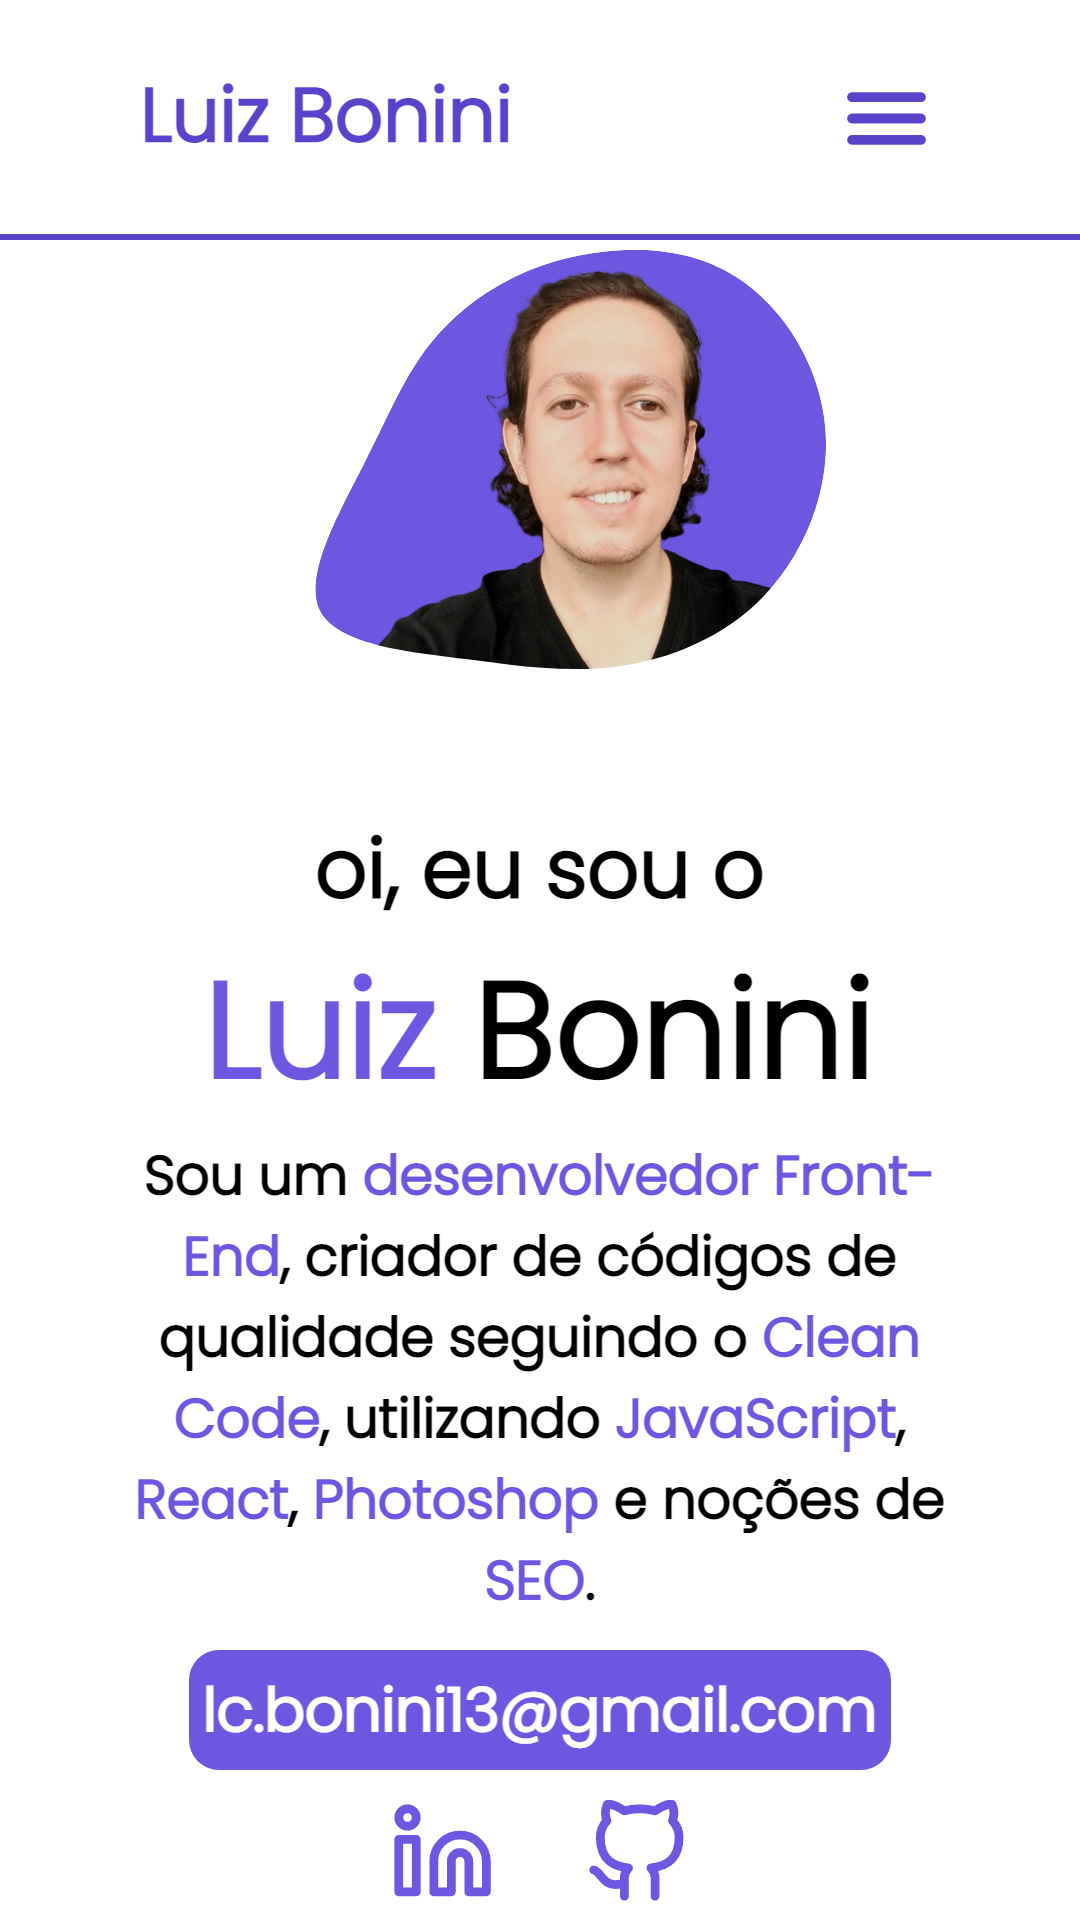 Luiz Bonini
oi, eu sou o
Luiz Bonini
Sou um desenvolvedor Front-
End, criador de códigos de
qualidade seguindo o Clean
Code, utilizando JavaScript,
React, Photoshop e noções de
SEO.
lc.bonini13@gmail.com
in